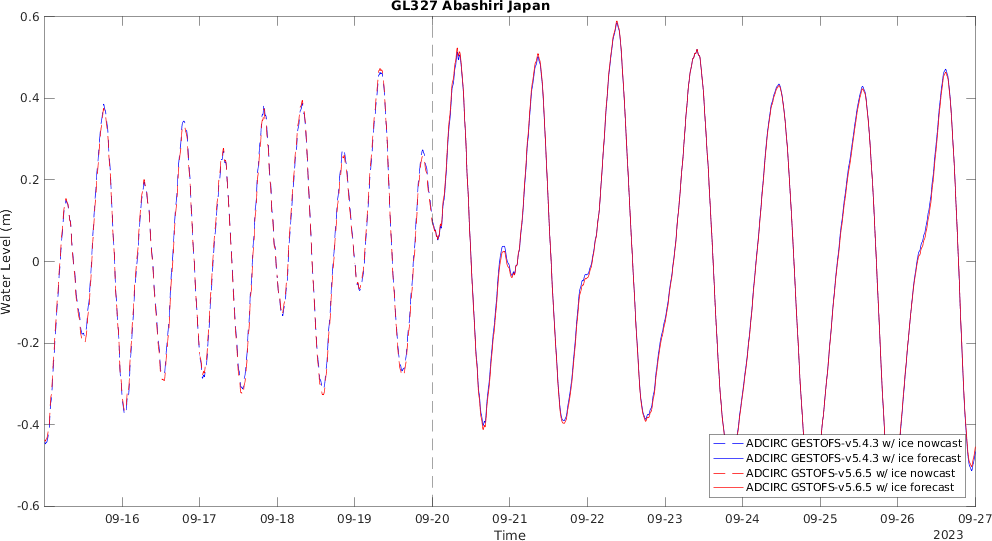 GL327 Abashiri Japan
0.6
0.4
0.2
0
-0.2
-0.4
-0.6
Water Level (m)
ADCIRC GESTOFS-v5.4.3 w/ ice nowcast
ADCIRC GESTOFS-v5.4.3 w/ ice forecast
ADCIRC GSTOFS-v5.6.5 w/ ice nowcast
ADCIRC GSTOFS-v5.6.5 w/ ice forecast
09-16 09-17 09-18 09-19 09-20 09-21 09-22 09-23 09-24 09-25 09-26 09-27
Time
2023